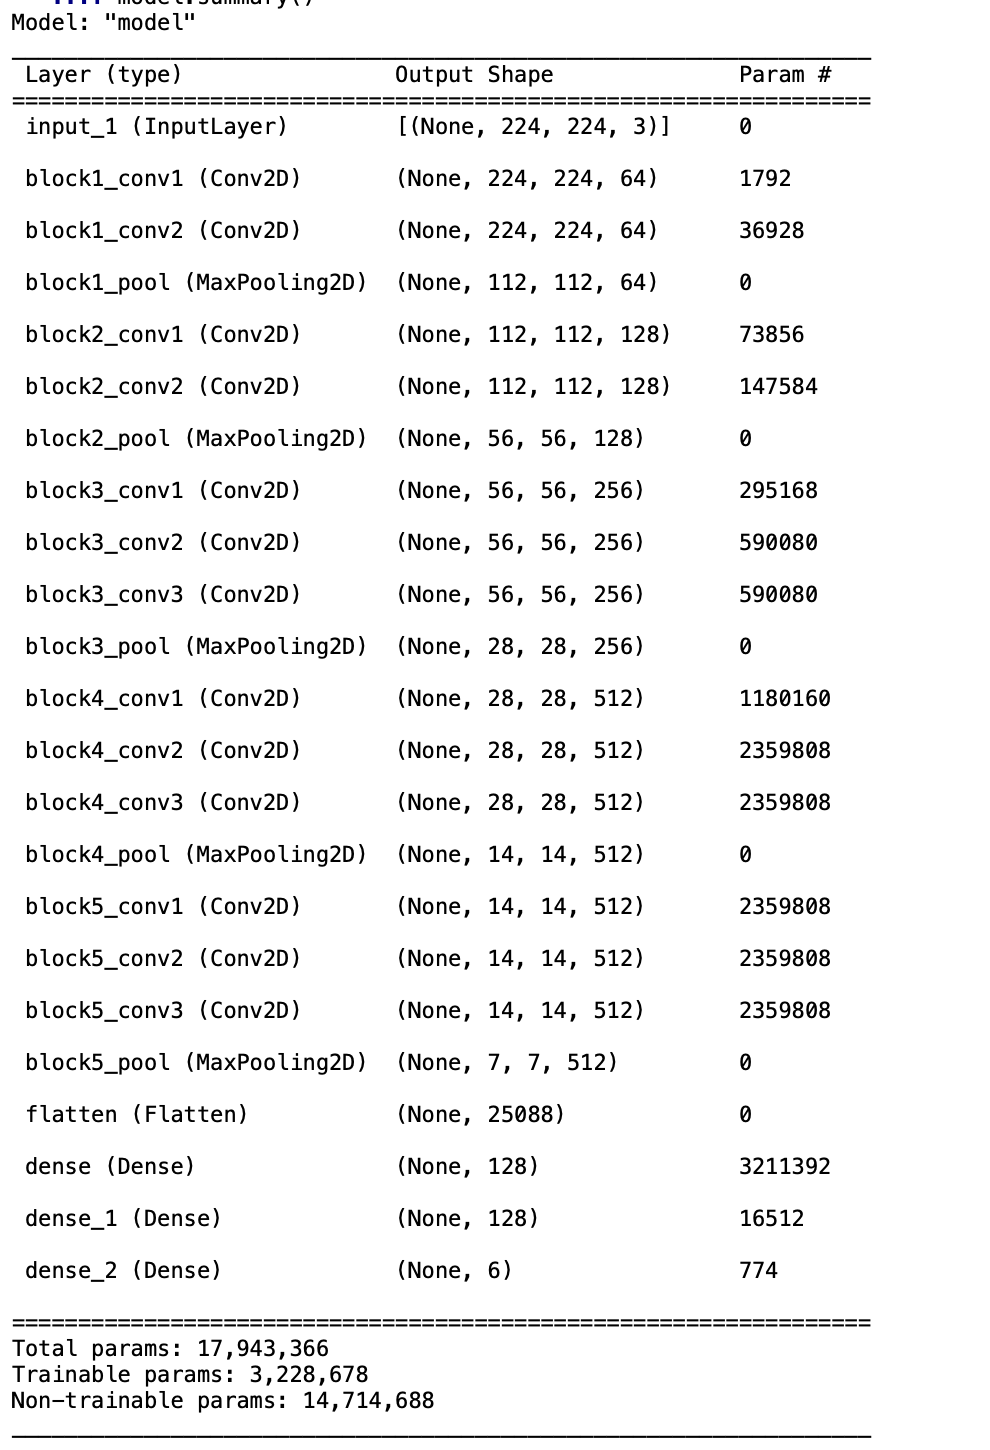 model.summary()
Model: "model"
Layer (type) Output Shape Param #
=================================================================
input_1 (InputLayer) [(None, 224, 224, 3)] 0
block1_conv1 (Conv2D) (None, 224, 224, 64) 1792
block1_conv2 (Conv2D) (None, 224, 224, 64) 36928
block1_pool (MaxPooling2D) (None, 112, 112, 64) 0
block2_conv1 (Conv2D) (None, 112, 112, 128) 73856
block2_conv2 (Conv2D) (None, 112, 112, 128) 147584
block2_pool (MaxPooling2D) (None, 56, 56, 128) 0
block3_conv1 (Conv2D) (None, 56, 56, 256) 295168
block3_conv2 (Conv2D) (None, 56, 56, 256) 590080
block3_conv3 (Conv2D) (None, 56, 56, 256) 590080
block3_pool (MaxPooling2D) (None, 28, 28, 256) 0
block4_conv1 (Conv2D) (None, 28, 28, 512) 1180160
block4_conv2 (Conv2D) (None, 28, 28, 512) 2359808
block4_conv3 (Conv2D) (None, 28, 28, 512) 2359808
block4_pool (MaxPooling2D) (None, 14, 14, 512) 0
block5_conv1 (Conv2D) (None, 14, 14, 512) 2359808
block5_conv2 (Conv2D) (None, 14, 14, 512) 2359808
block5_conv3 (Conv2D) (None, 14, 14, 512) 2359808
block5_pool (MaxPooling2D) (None, 7, 7, 512) 0
flatten (Flatten) (None, 25088) 0
dense (Dense) (None, 128) 3211392
dense_1 (Dense) (None, 128) 16512
dense_2 (Dense) (None, 6) 774
=================================================================
Total params: 17,943,366
Trainable params: 3,228,678
Non-trainable params: 14,714,688